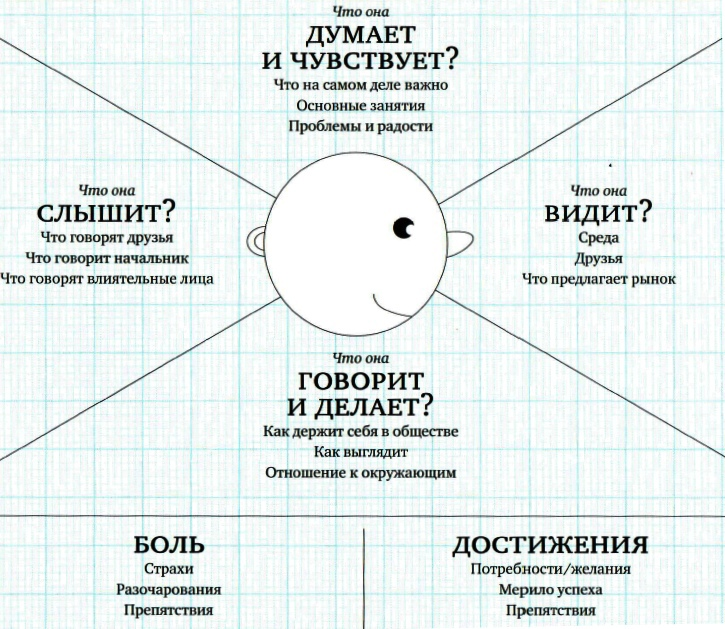 Что она
ДУМАЕТ
И ЧУВСТВУЕТ?
Что на самом деле важно
Основные занятия
Проблемы и радости
Что она
СЛЫШИТ?
Что говорят друзья
Что говорит начальник
Что говорят влиятельные лица
Что она
ВИДИТ?
Среда
Друзья
Что предлагает рынок
Что она
ГОВОРИТ
И ДЕЛАЕТ?
Как держит себя в обществе
Как выглядит
Отношение к окружающим
БОЛЬ
Страхи
Разочарования
Препятствия
ДОСТИЖЕНИЯ
Потребности/желания
Мерило успеха
Препятствия